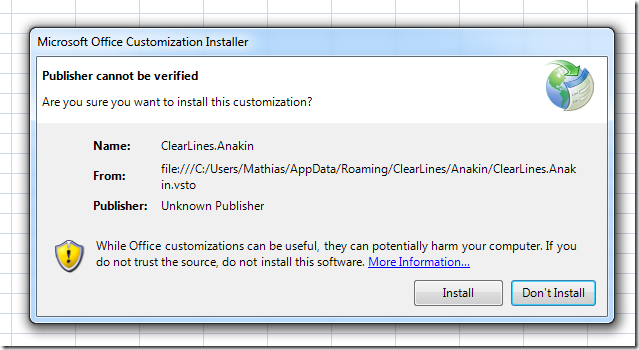 Microsoft Office Customization Installer
Publisher cannot be verified
Are you sure you want to install this customization?
Name: ClearLines.Anakin
From: file:///C:/Users/Mathias/AppData/Roaming/ClearLines/Anakin/ClearLines.Anak
in.vsto
Publisher: Unknown Publisher
While Office customizations can be useful, they can potentially harm your computer. If you
do not trust the source, do not install this software. More Information...
Install Don't Install